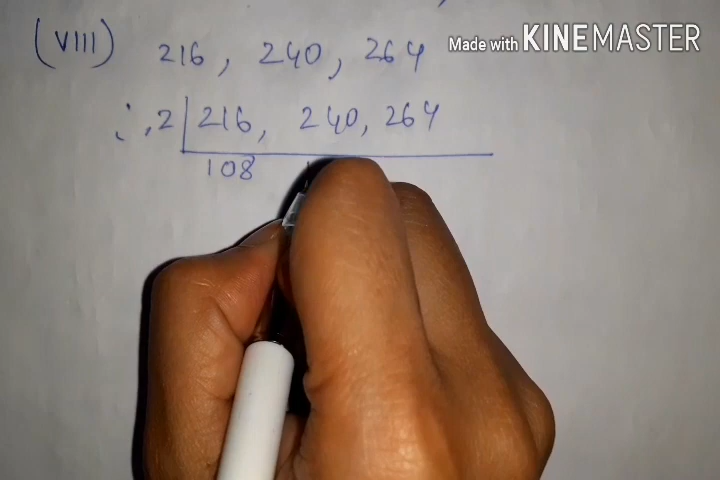 Made with KINEMASTER
(VIII) 216, 240, 264
∴, 2 216, 240, 264
108